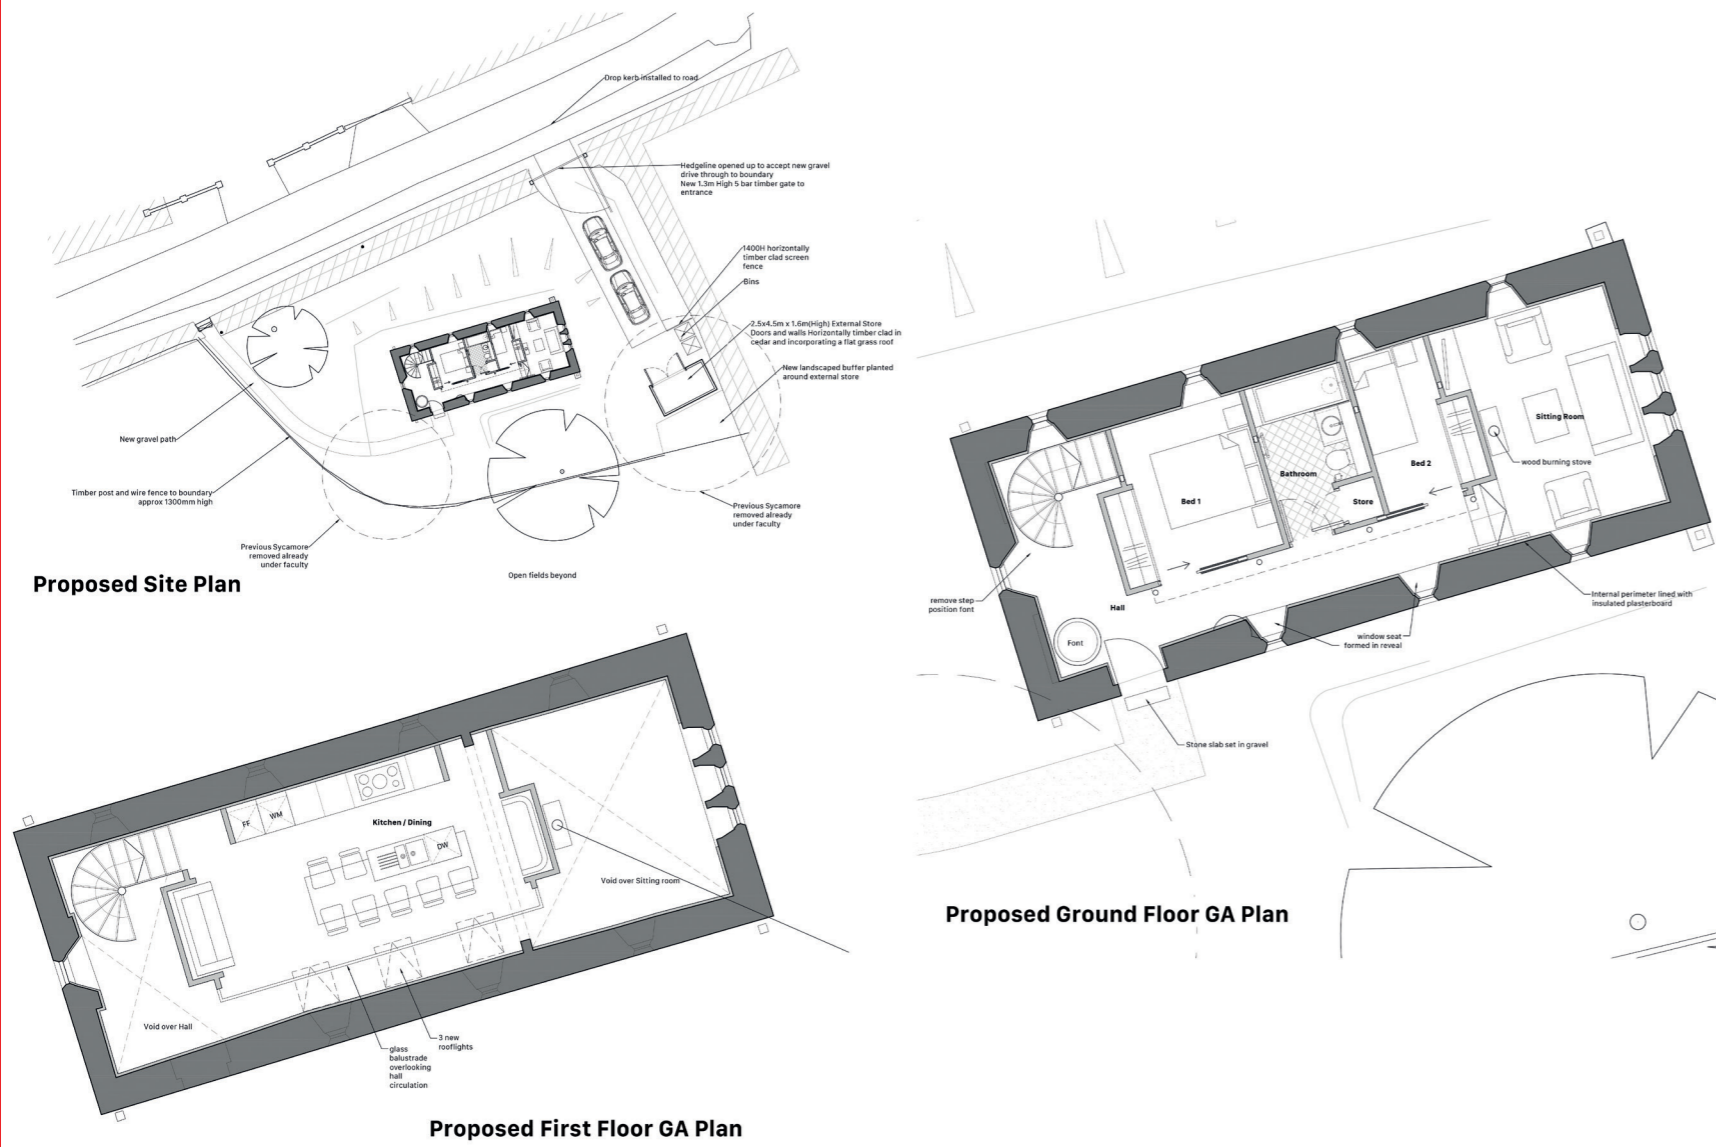 Drop kerb installed to road
Hedgeline opened up to accept new gravel
drive through to boundary
New 1.3m High 5 bar timber gate to
entrance
1400H horizontally
timber clad screen
fence
Bins
2.5x4.5m x 1.6m(High) External Store
Doors and walls Horizontally timber clad in
cedar and incorporating a flat grass roof
New landscaped buffer planted
around external store
New gravel path
Timber post and wire fence to boundary
approx 1300mm high
Previous Sycamore
removed already
under faculty
Previous Sycamore
removed already
under faculty
Open fields beyond
Proposed Site Plan
Sitting Room
wood burning stove
Bed 2
Bathroom
Store
Bed 1
remove step
position font
Hall
Font
Internal perimeter lined with
insulated plasterboard
window seat
formed in reveal
Stone slab set in gravel
Proposed Ground Floor GA Plan
Kitchen / Dining
FF
WM
DW
Void over Sitting room
Void over Hall
3 new
rooflights
glass
balustrade
overlooking
hall
circulation
Proposed First Floor GA Plan